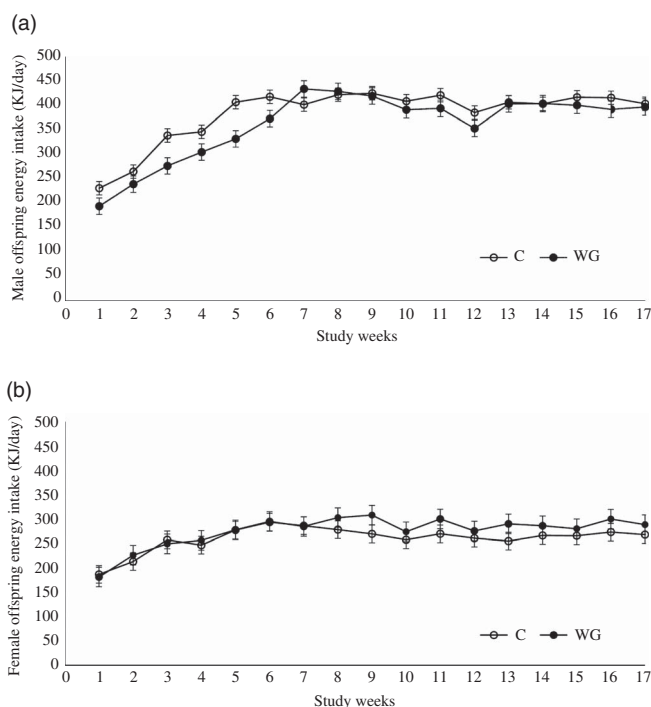 (a)
Male offspring energy intake (KJ/day)
500
450
400
350
300
250
200
150
100
50
0
C WG
0 1 2 3 4 5 6 7 8 9 10 11 12 13 14 15 16 17
Study weeks
(b)
Female offspring energy intake (KJ/day)
500
450
400
350
300
250
200
150
100
50
0
C WG
0 1 2 3 4 5 6 7 8 9 10 11 12 13 14 15 16 17
Study weeks